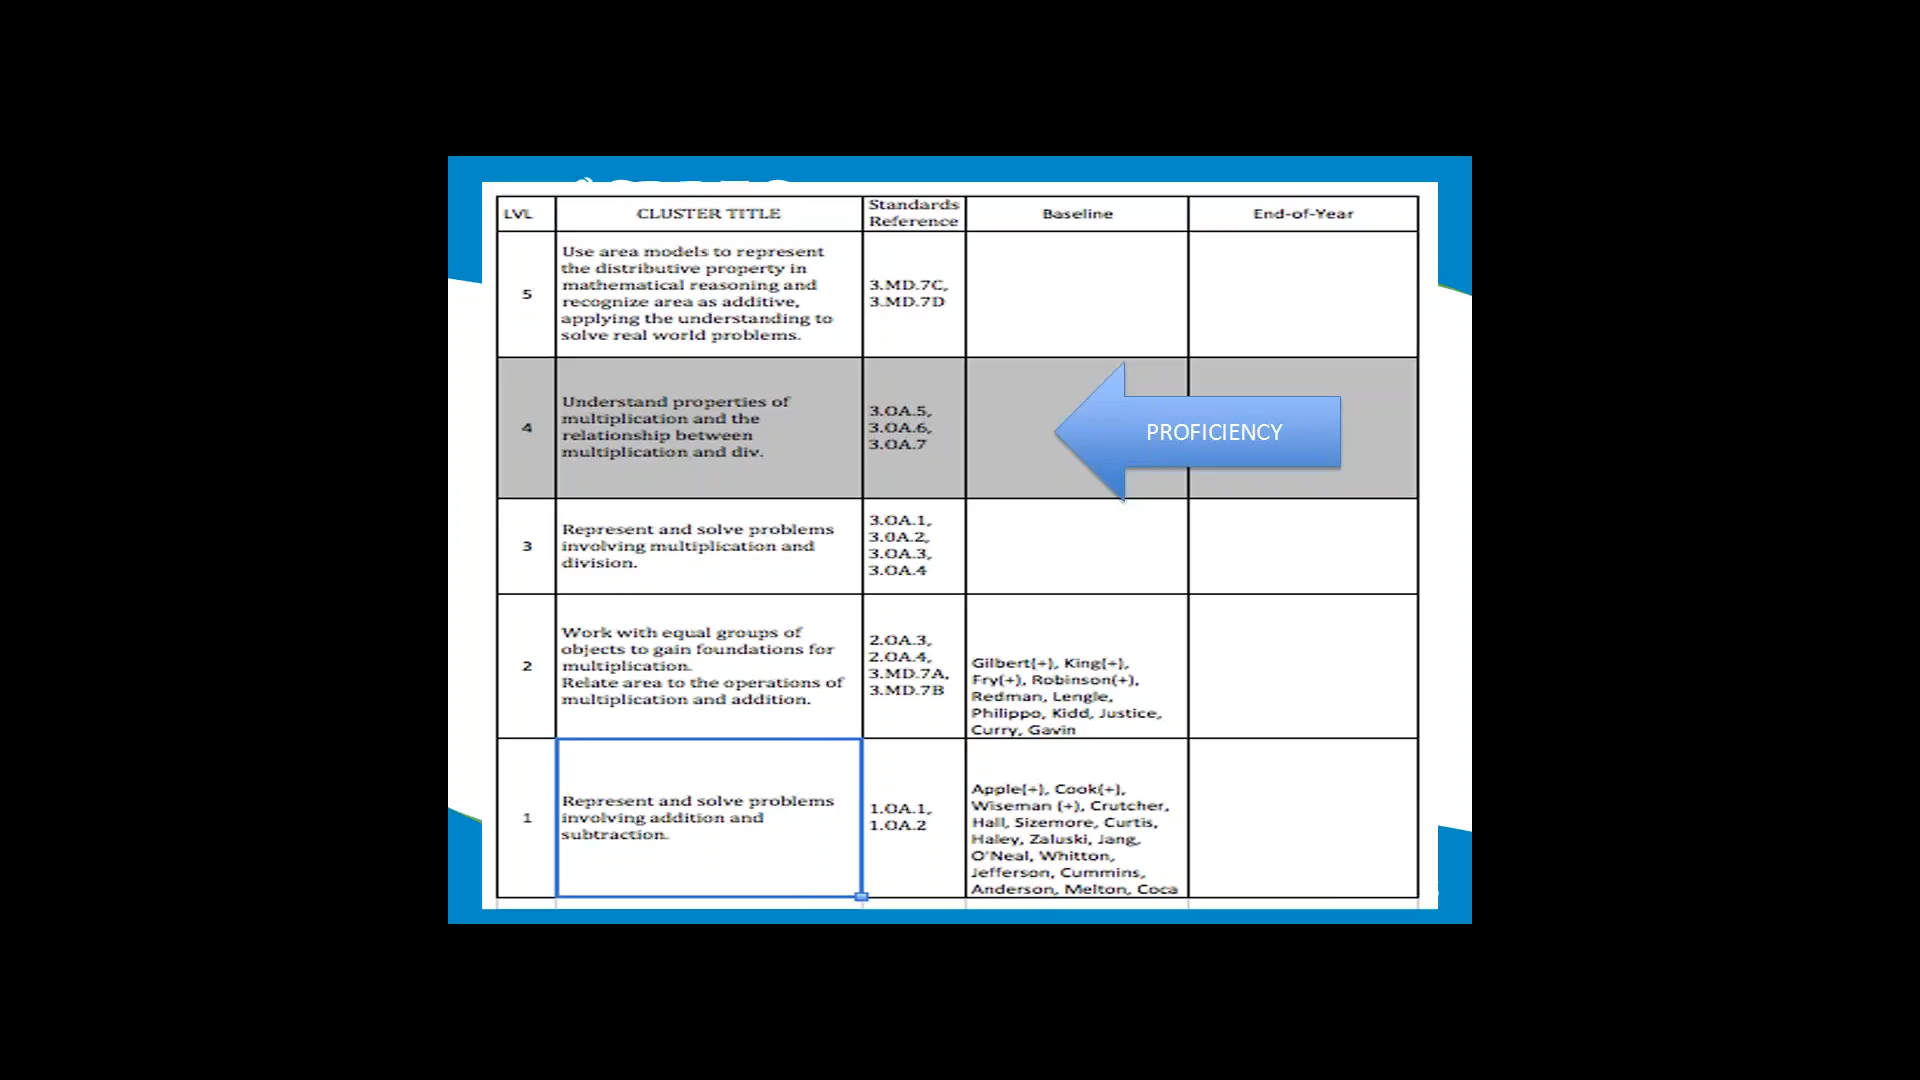 LVL
CLUSTER TITLE
Standards
Reference
Baseline
End-of-Year
5
Use area models to represent
the distributive property in
mathematical reasoning and
recognize area as additive,
applying the understanding to
solve real world problems.
3.MD.7C,
3.MD.7D
4
Understand properties of
multiplication and the
relationship between
multiplication and div.
3.OA.5,
3.OA.6,
3.OA.7
PROFICIENCY
3
Represent and solve problems
involving multiplication and
division.
3.OA.1,
3.0A.2,
3.OA.3,
3.OA.4
2
Work with equal groups of
objects to gain foundations for
multiplication.
Relate area to the operations of
multiplication and addition.
2.OA.3,
2.OA.4,
3.MD.7A,
3.MD.7B
Gilbert(+), King(+),
Fry(+), Robinson(+),
Redman, Lengle,
Philippo, Kidd, Justice,
Curry, Gavin
1
Represent and solve problems
involving addition and
subtraction.
1.OA.1,
1.OA.2
Apple(+), Cook(+),
Wiseman (+), Crutcher,
Hall, Sizemore, Curtis,
Haley, Zaluski, Jang,
O'Neal, Whitton,
Jefferson, Cummins,
Anderson, Melton, Coca